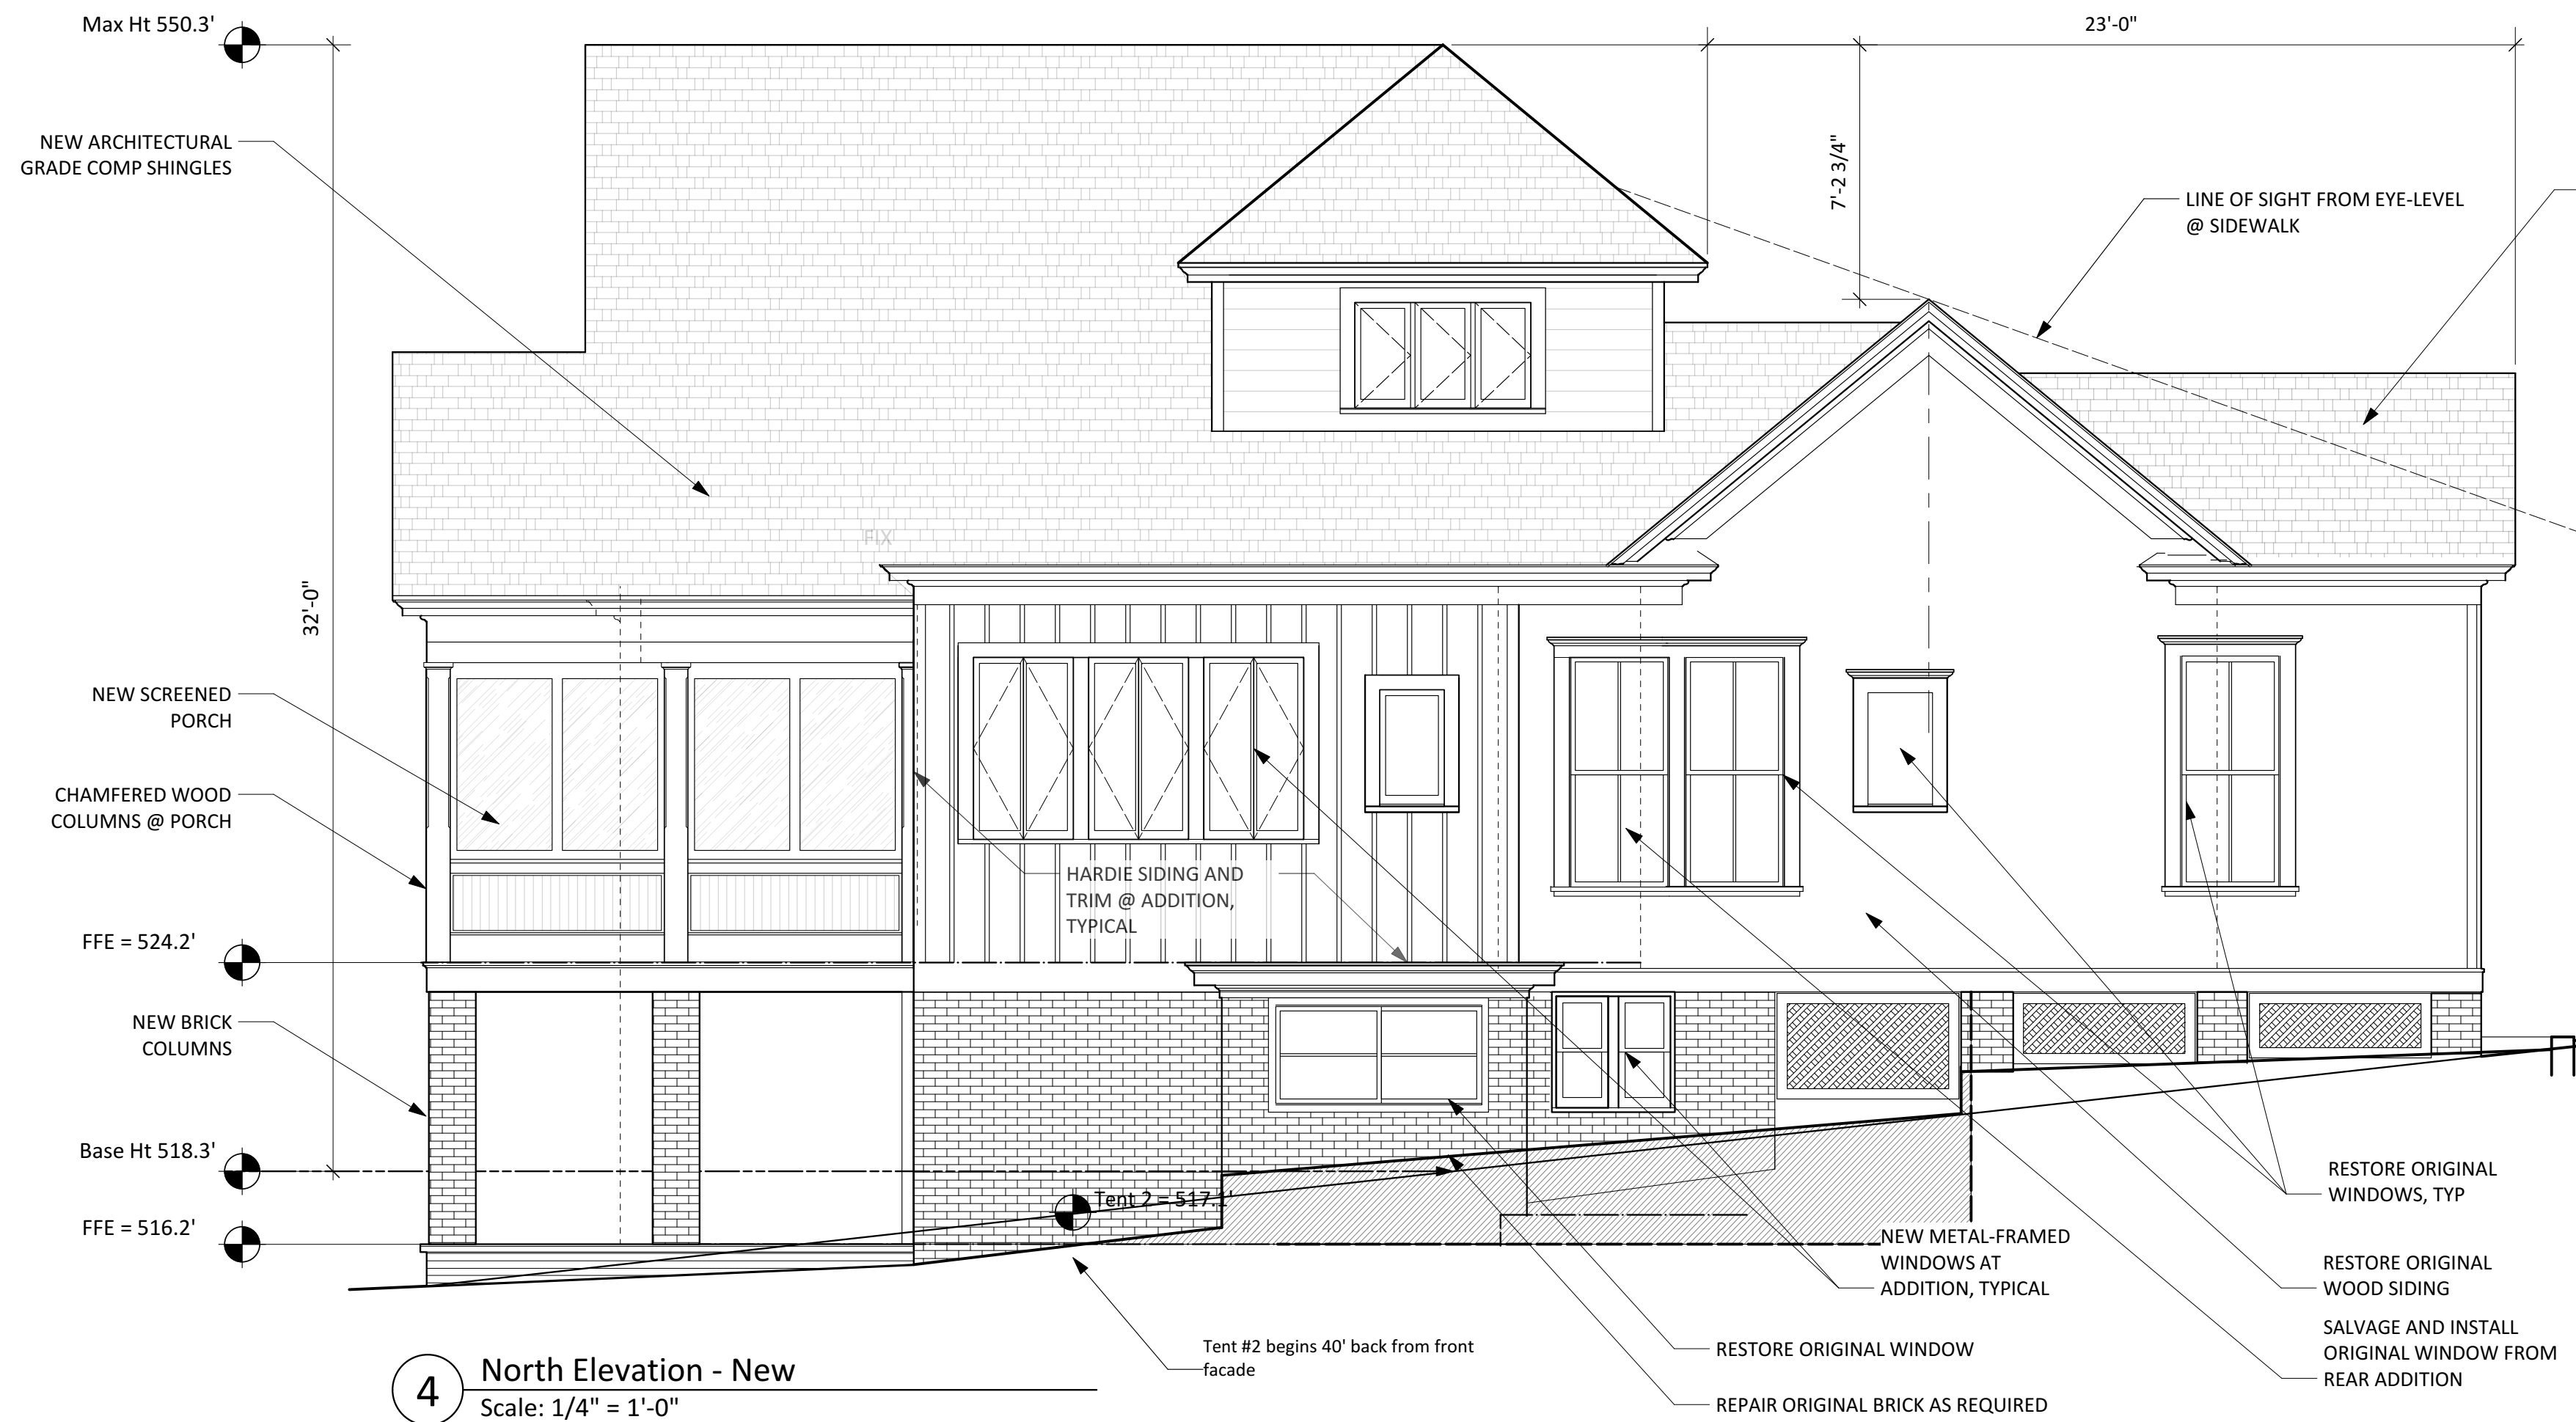 Max Ht 550.3'
23'-0"
NEW ARCHITECTURAL
GRADE COMP SHINGLES
7'-2 3/4"
LINE OF SIGHT FROM EYE-LEVEL
@ SIDEWALK
FIX
32'-0"
NEW SCREENED
PORCH
CHAMFERED WOOD
COLUMNS @ PORCH
HARDIE SIDING AND
TRIM @ ADDITION,
TYPICAL
FFE = 524.2'
NEW BRICK
COLUMNS
Base Ht 518.3'
Tent 2 = 517.1'
FFE = 516.2'
RESTORE ORIGINAL
WINDOWS, TYP
NEW METAL-FRAMED
WINDOWS AT
ADDITION, TYPICAL
RESTORE ORIGINAL
WOOD SIDING
SALVAGE AND INSTALL
ORIGINAL WINDOW FROM
REAR ADDITION
Tent #2 begins 40' back from front
facade
RESTORE ORIGINAL WINDOW
REPAIR ORIGINAL BRICK AS REQUIRED
4
North Elevation - New
Scale: 1/4" = 1'-0"